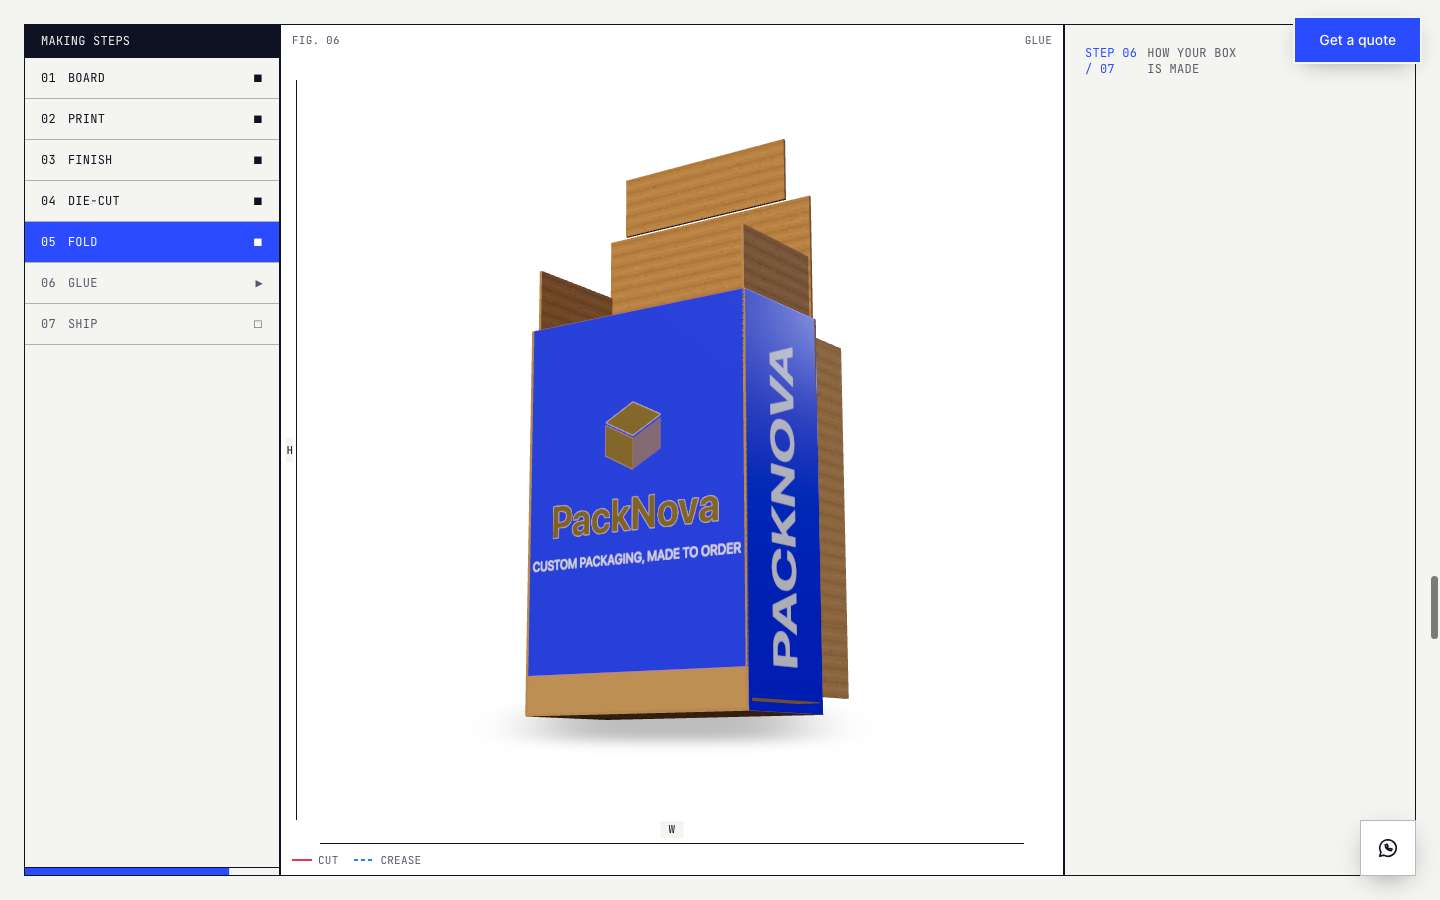 MAKING STEPS
01 BOARD
02 PRINT
03 FINISH
04 DIE-CUT
05 FOLD
06 GLUE
07 SHIP
FIG. 06
GLUE
H
PackNova
CUSTOM PACKAGING, MADE TO ORDER
PACKNOVA
W
CUT
CREASE
STEP 06
/ 07
HOW YOUR BOX
IS MADE
Get a quote